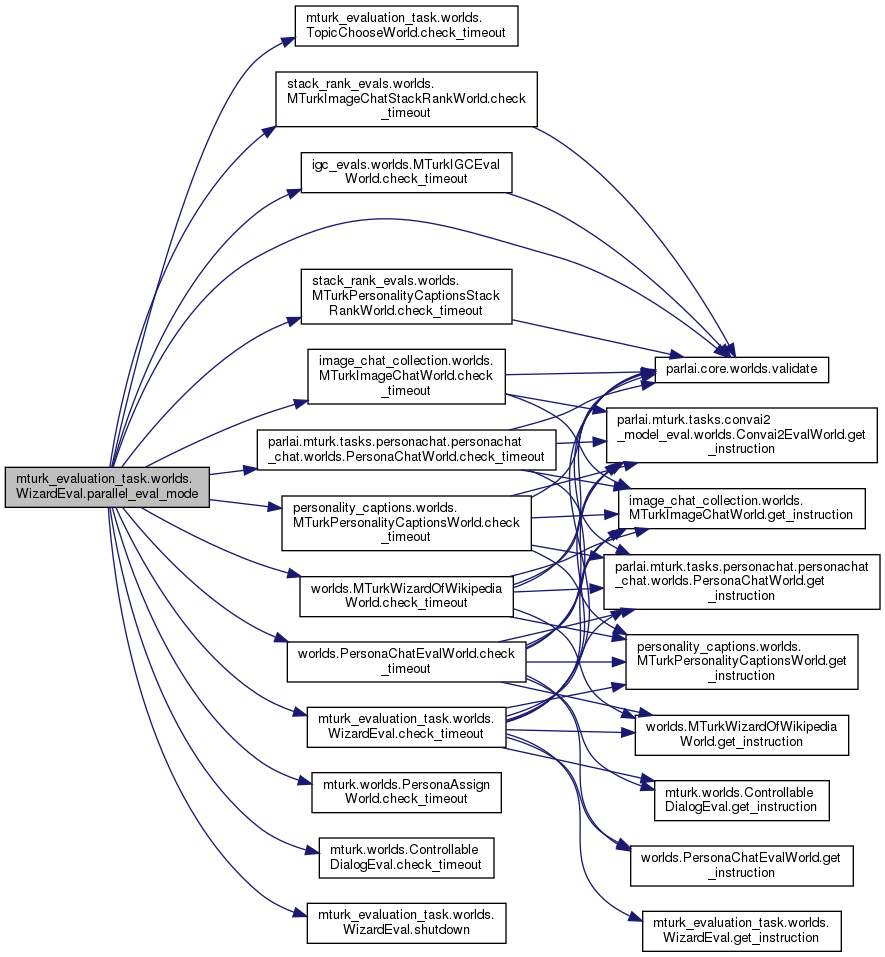 mturk_evaluation_task.worlds.
WizardEval.parallel_eval_mode
mturk_evaluation_task.worlds.
TopicChooseWorld.check_timeout
stack_rank_evals.worlds.
MTurkImageChatStackRankWorld.check
_timeout
igc_evals.worlds.MTurkIGCEval
World.check_timeout
stack_rank_evals.worlds.
MTurkPersonalityCaptionsStack
RankWorld.check_timeout
image_chat_collection.worlds.
MTurkImageChatWorld.check
_timeout
parlai.mturk.tasks.personachat.personachat
_chat.worlds.PersonaChatWorld.check_timeout
personality_captions.worlds.
MTurkPersonalityCaptionsWorld.check
_timeout
worlds.MTurkWizardOfWikipedia
World.check_timeout
worlds.PersonaChatEvalWorld.check
_timeout
mturk_evaluation_task.worlds.
WizardEval.check_timeout
mturk.worlds.PersonaAssign
World.check_timeout
mturk.worlds.Controllable
DialogEval.check_timeout
mturk_evaluation_task.worlds.
WizardEval.shutdown
parlai.core.worlds.validate
parlai.mturk.tasks.convai2
_model_eval.worlds.Convai2EvalWorld.get
_instruction
image_chat_collection.worlds.
MTurkImageChatWorld.get_instruction
parlai.mturk.tasks.personachat.personachat
_chat.worlds.PersonaChatWorld.get
_instruction
personality_captions.worlds.
MTurkPersonalityCaptionsWorld.get
_instruction
worlds.MTurkWizardOfWikipedia
World.get_instruction
mturk.worlds.Controllable
DialogEval.get_instruction
worlds.PersonaChatEvalWorld.get
_instruction
mturk_evaluation_task.worlds.
WizardEval.get_instruction